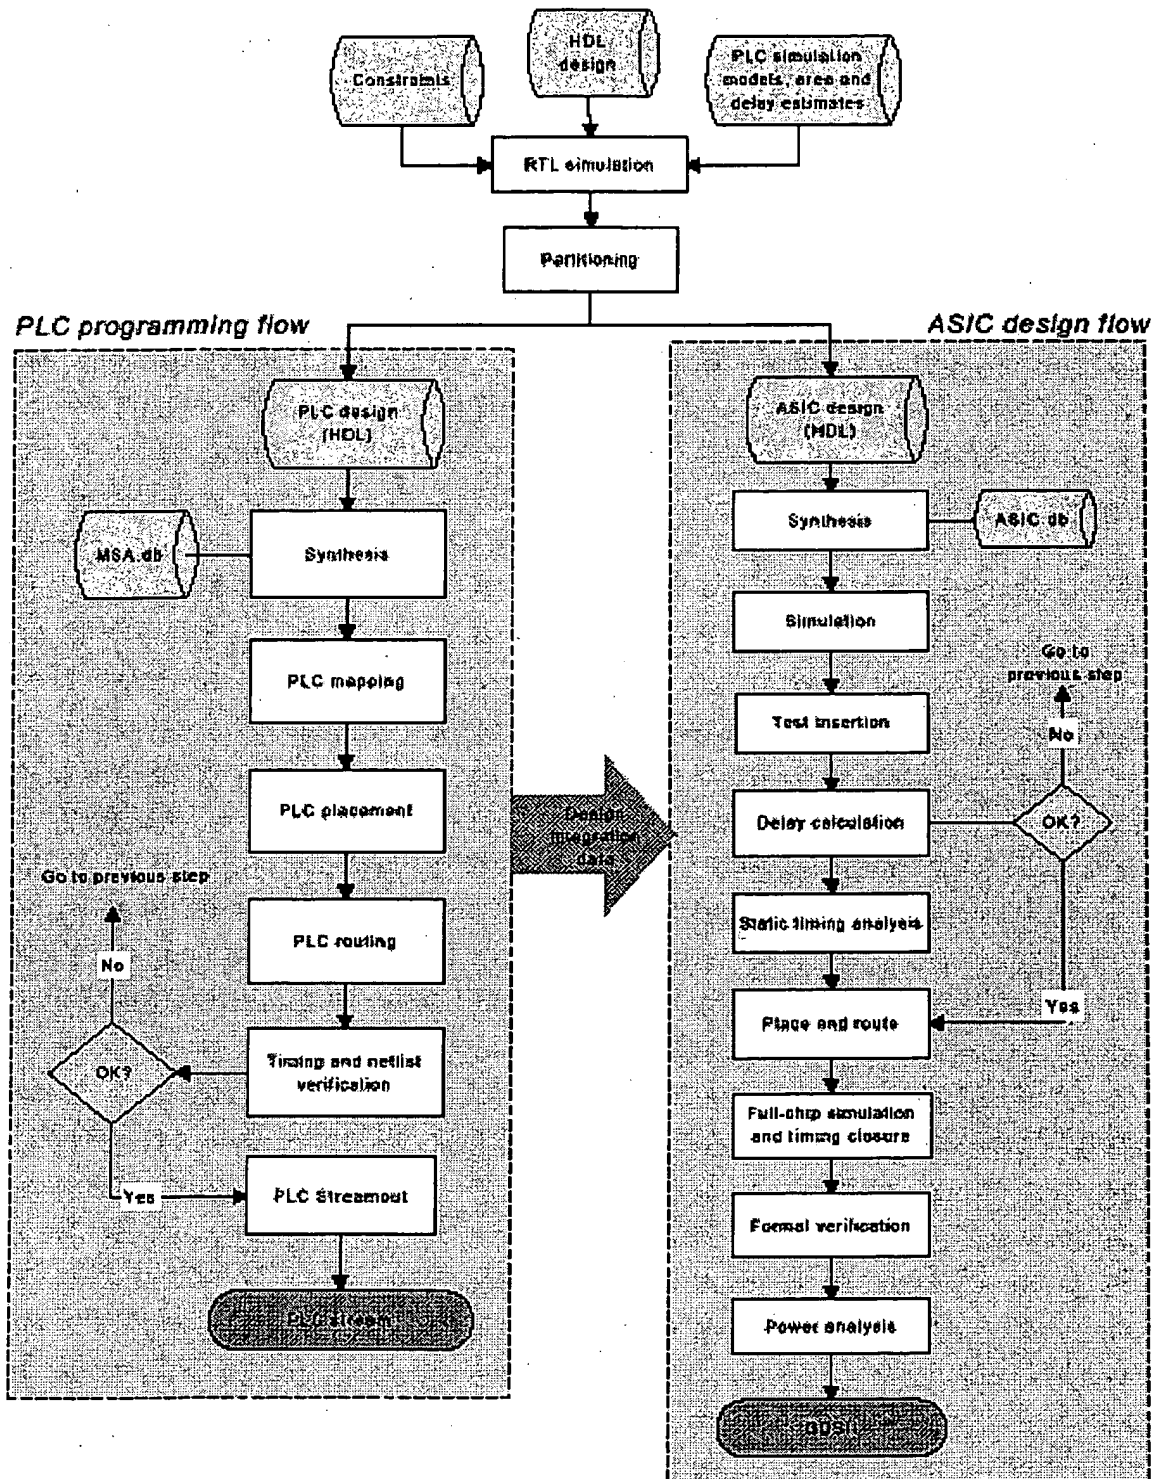 HDL
design
Constraints
PLC simulation
models, area and
delay estimates
RTL simulation
Partitioning
PLC programming flow
ASIC design flow
PLC design
(HDL)
ASIC design
(HDL)
MSA.db
Synthesis
Synthesis
ASIC db
Simulation
PLC mapping
Go to
previous step
Test insertion
No
PLC placement
Design
integration
data
Delay calculation
OK?
Go to previous step
Static timing analysis
PLC routing
No
Yes
Place and route
Timing and netlist
verification
OK?
Full-chip simulation
and timing closure
Yes
PLC Streamout
Formal verification
PLC stream
Power analysis
GDSII